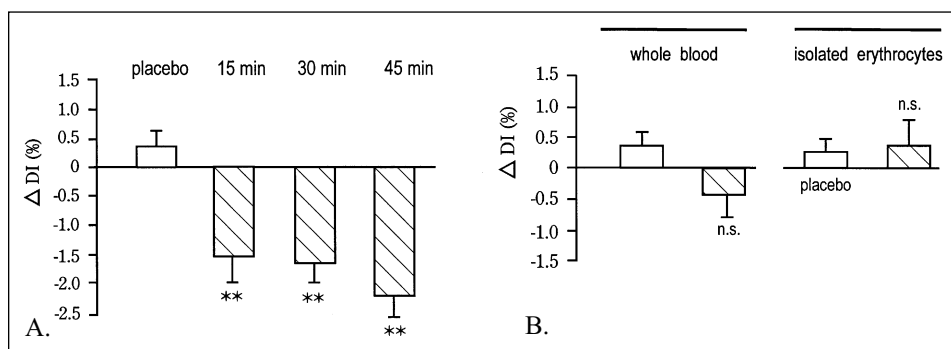 placebo 15 min 30 min 45 min
1.5
1.0
0.5
0
-0.5
-1.0
-1.5
-2.0
-2.5
Δ DI (%)
** ** **
A.
whole blood isolated erythrocytes
1.5
1.0
0.5
0
-0.5
-1.0
-1.5
Δ DI (%)
n.s.
placebo
n.s.
B.